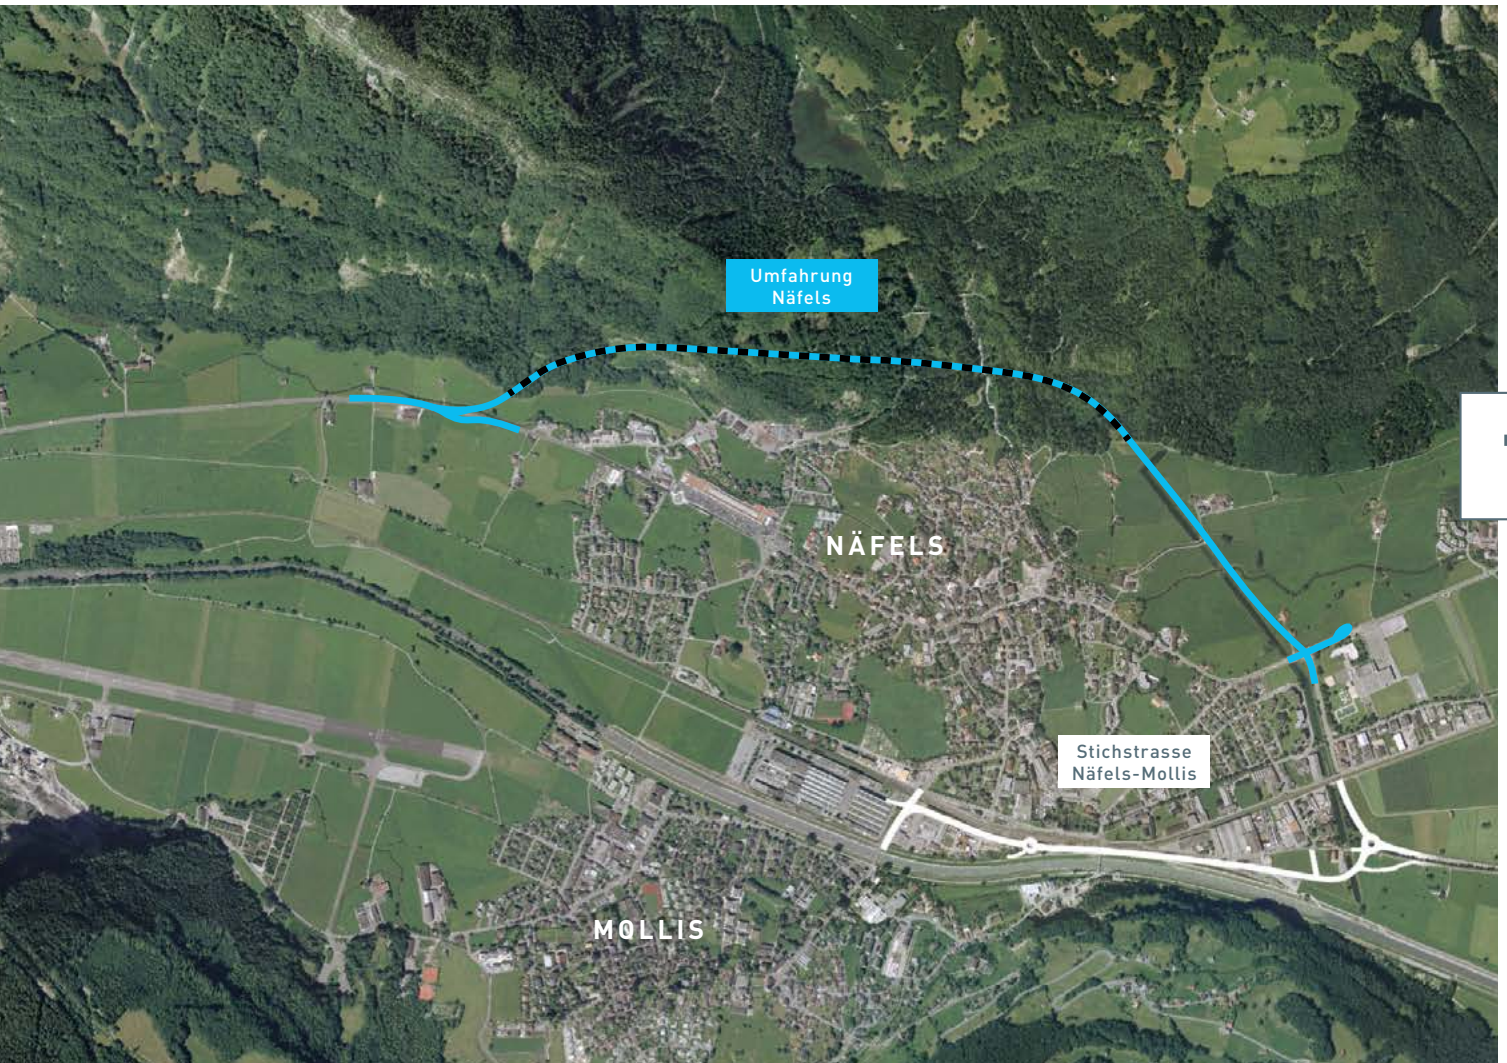 Umfahrung
Näfels
NÄFELS
Stichstrasse
Näfels-Mollis
MOLLIS